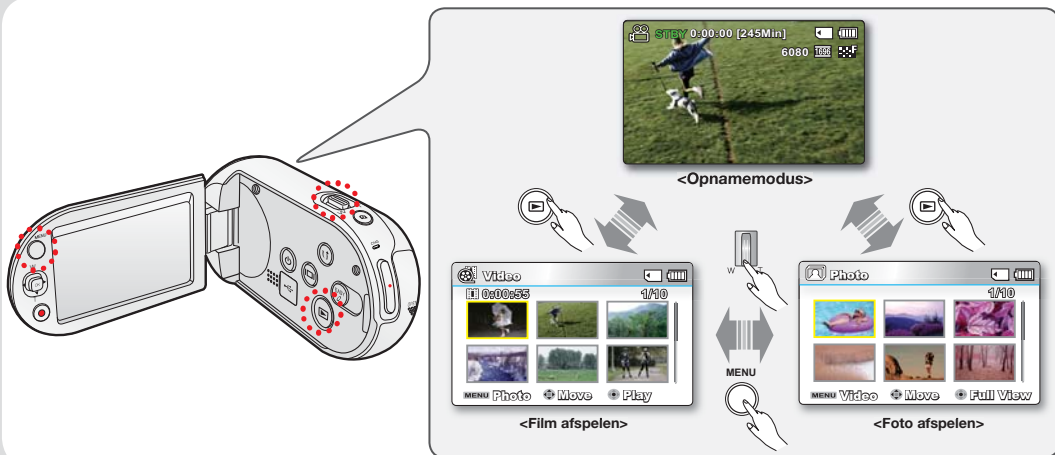 STBY 0:00:00 [245Min]
6080
<Opnamemodus>
MENU
W
Video
0:00:55
1/10
MENU Photo Move Play
<Film afspelen>
W T
MENU
Photo
1/10
MENU Video Move Full View
<Foto afspelen>